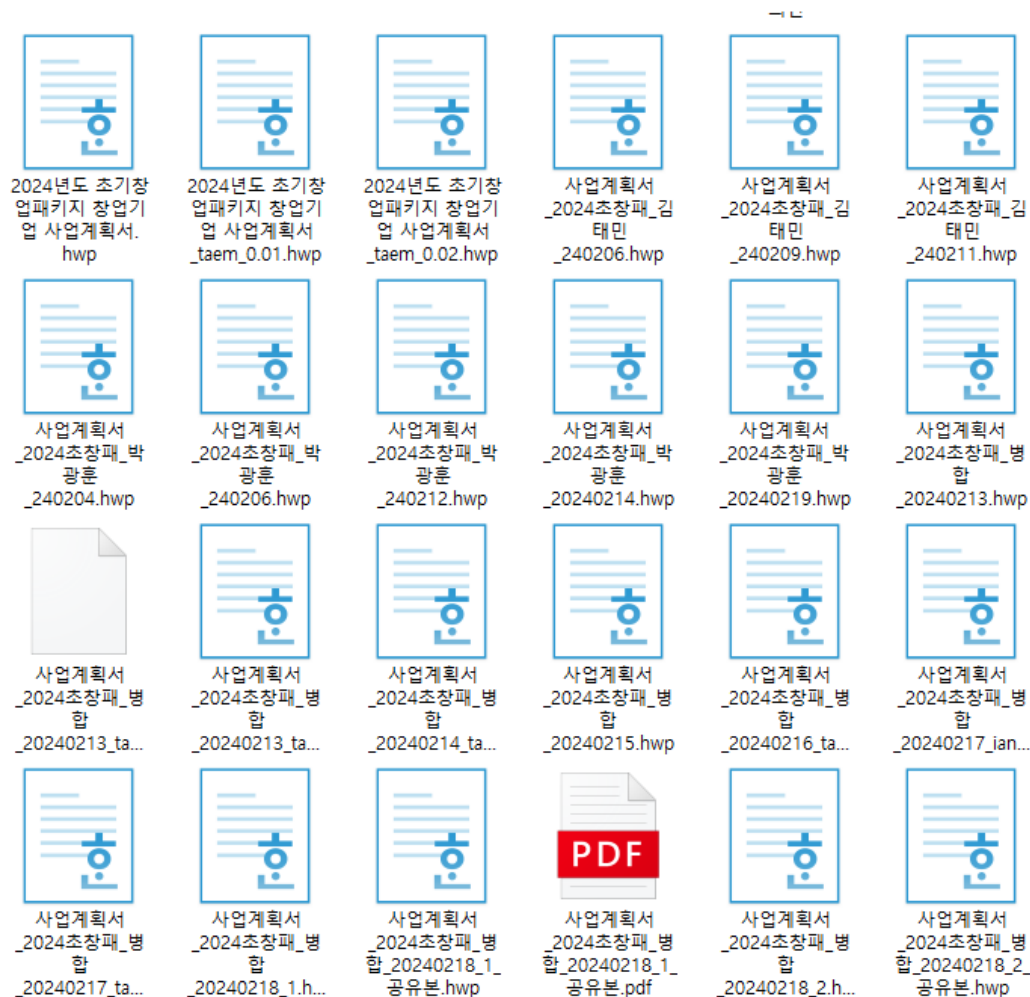 2024년도 초기창
업패키지 창업기
업 사업계획서.
hwp
2024년도 초기창
업패키지 창업기
업 사업계획서
_taem_0.01.hwp
2024년도 초기창
업패키지 창업기
업 사업계획서
_taem_0.02.hwp
사업계획서
_2024초창패_김
태민
_240206.hwp
사업계획서
_2024초창패_김
태민
_240209.hwp
사업계획서
_2024초창패_김
태민
_240211.hwp
사업계획서
_2024초창패_박
광훈
_240204.hwp
사업계획서
_2024초창패_박
광훈
_240206.hwp
사업계획서
_2024초창패_박
광훈
_240212.hwp
사업계획서
_2024초창패_박
광훈
_20240214.hwp
사업계획서
_2024초창패_박
광훈
_20240219.hwp
사업계획서
_2024초창패_병
합
_20240213.hwp
사업계획서
_2024초창패_병
합
_20240213_ta...
사업계획서
_2024초창패_병
합
_20240213_ta...
사업계획서
_2024초창패_병
합
_20240214_ta...
사업계획서
_2024초창패_병
합
_20240215.hwp
사업계획서
_2024초창패_병
합
_20240216_ta...
사업계획서
_2024초창패_병
합
_20240217_ian...
사업계획서
_2024초창패_병
합
_20240217_ta...
사업계획서
_2024초창패_병
합
_20240218_1.h...
사업계획서
_2024초창패_병
합_20240218_1_
공유본.hwp
PDF
사업계획서
_2024초창패_병
합_20240218_1_
공유본.pdf
사업계획서
_2024초창패_병
합
_20240218_2.h...
사업계획서
_2024초창패_병
합_20240218_2_
공유본.hwp